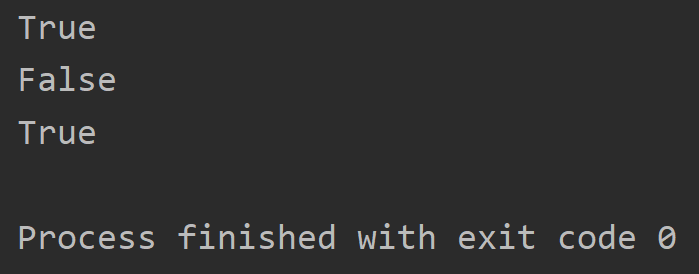 True
False
True
Process finished with exit code 0